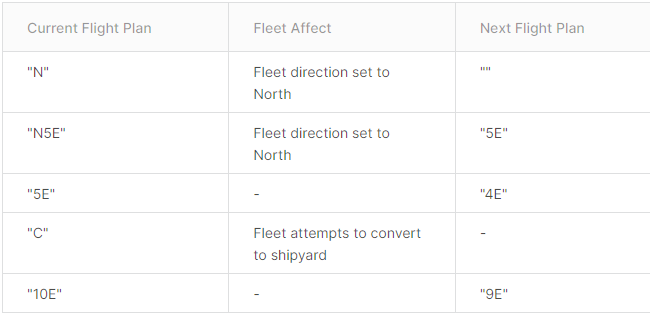 Current Flight Plan Fleet Affect Next Flight Plan
"N" Fleet direction set to ""
North
"N5E" Fleet direction set to "5E"
North
"5E" - "4E"
"C" Fleet attempts to convert -
to shipyard
"10E" - "9E"